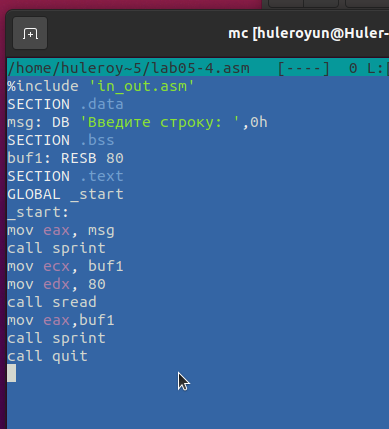 mc [huleroyun@Huler-
/home/huleroy~5/lab05-4.asm [----] 0 L:[
%include 'in_out.asm'
SECTION .data
msg: DB 'Введите строку: ',0h
SECTION .bss
buf1: RESB 80
SECTION .text
GLOBAL _start
_start:
mov eax, msg
call sprint
mov ecx, buf1
mov edx, 80
call sread
mov eax,buf1
call sprint
call quit